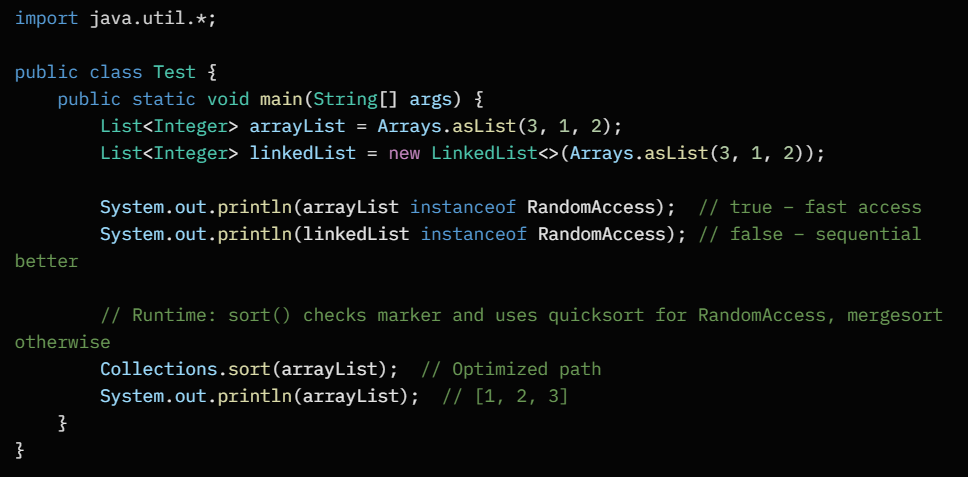 import java.util.*;
public class Test {
    public static void main(String[] args) {
        List<Integer> arrayList = Arrays.asList(3, 1, 2);
        List<Integer> linkedList = new LinkedList<>(Arrays.asList(3, 1, 2));
        System.out.println(arrayList instanceof RandomAccess);  // true – fast access
        System.out.println(linkedList instanceof RandomAccess); // false – sequential
better
        // Runtime: sort() checks marker and uses quicksort for RandomAccess, mergesort
otherwise
        Collections.sort(arrayList);  // Optimized path
        System.out.println(arrayList);  // [1, 2, 3]
    }
}